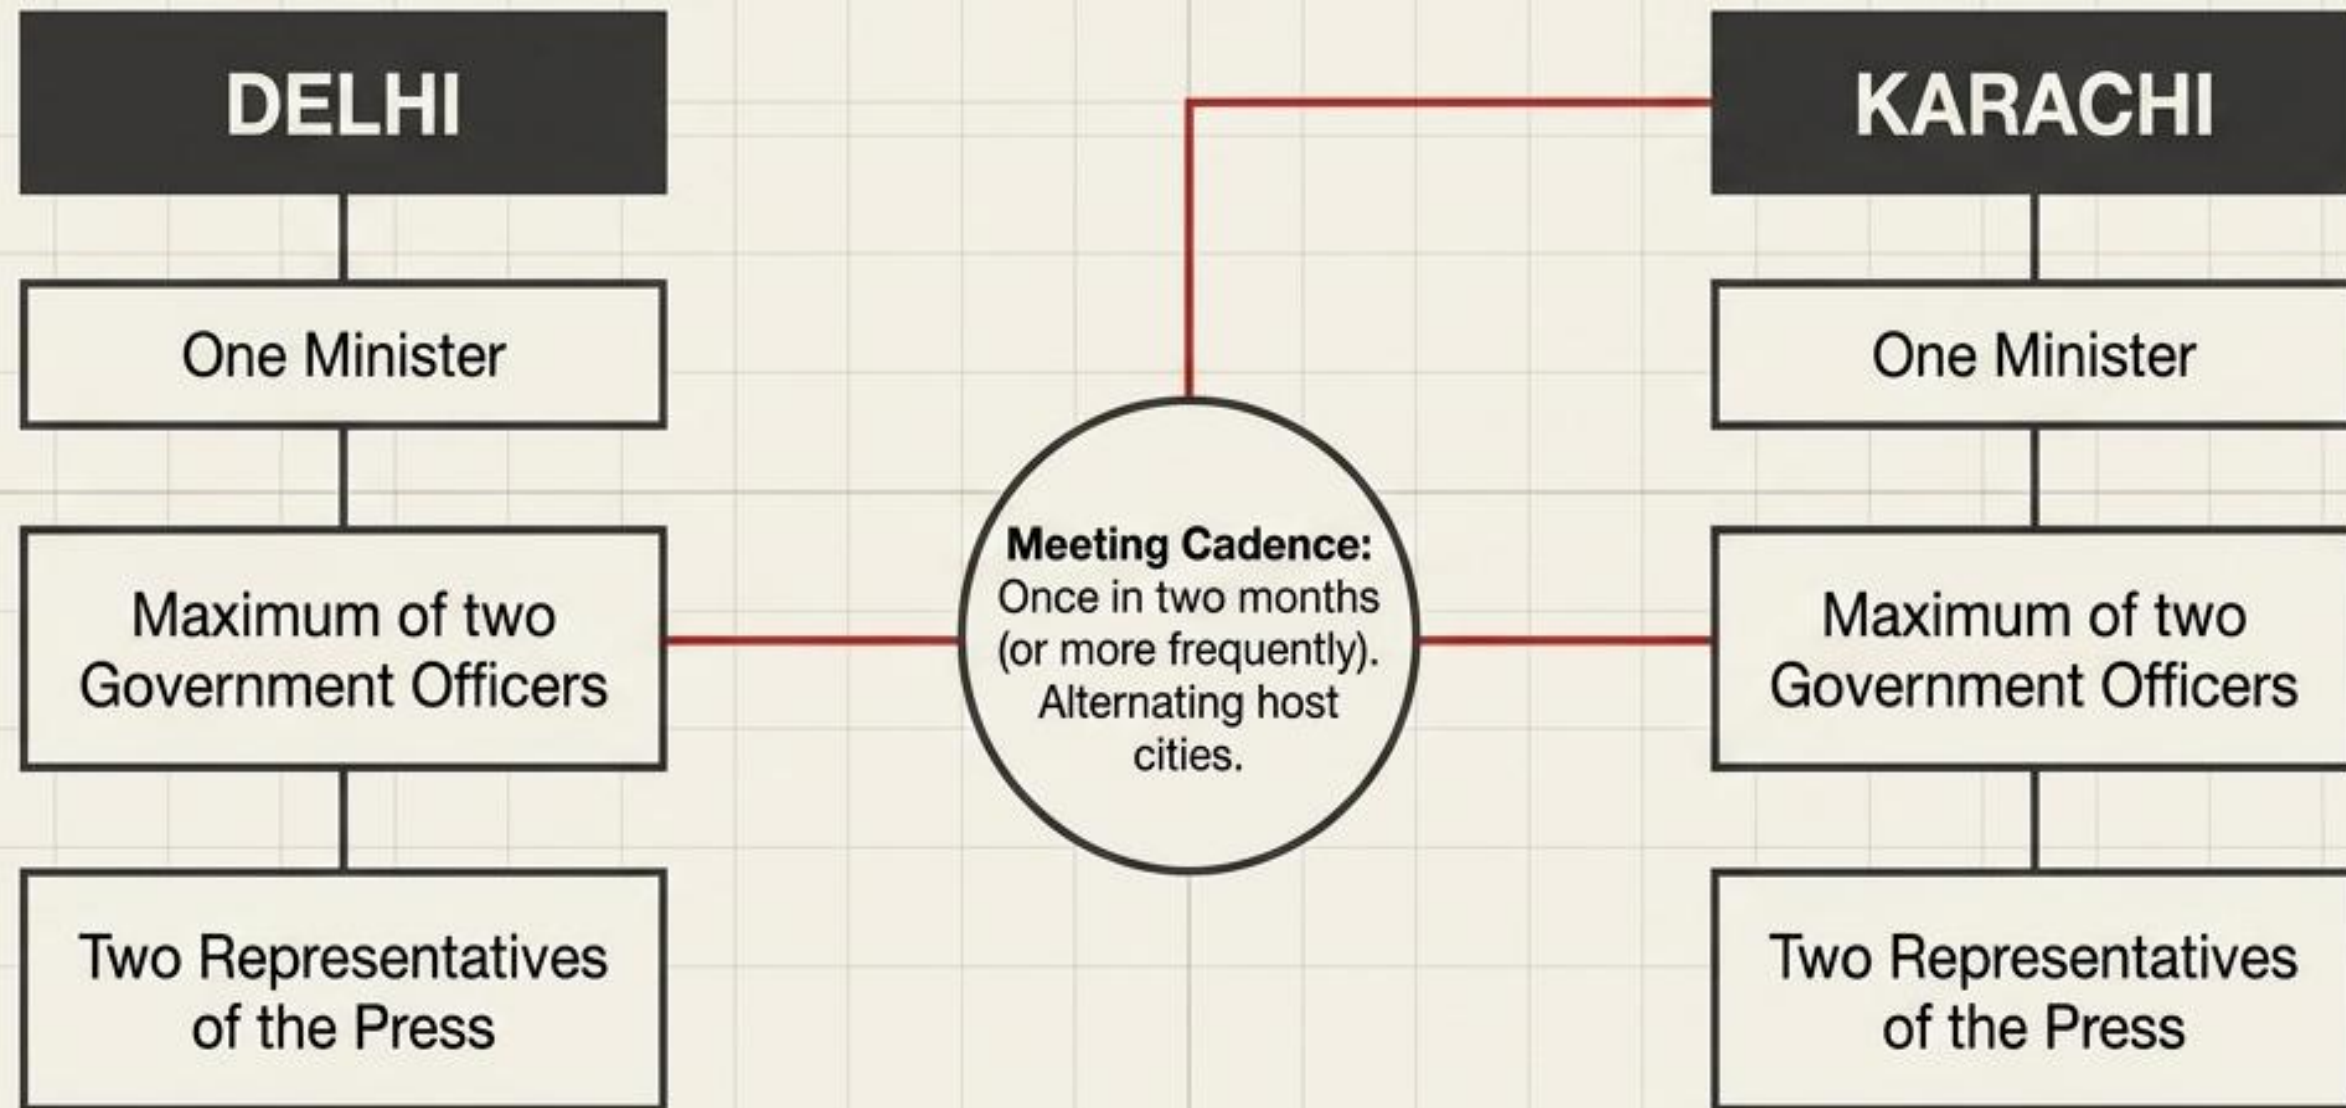 DELHI
One Minister
Maximum of two
Government Officers
Two Representatives
of the Press
Meeting Cadence:
Once in two months
(or more frequently).
Alternating host
cities.
KARACHI
One Minister
Maximum of two
Government Officers
Two Representatives
of the Press